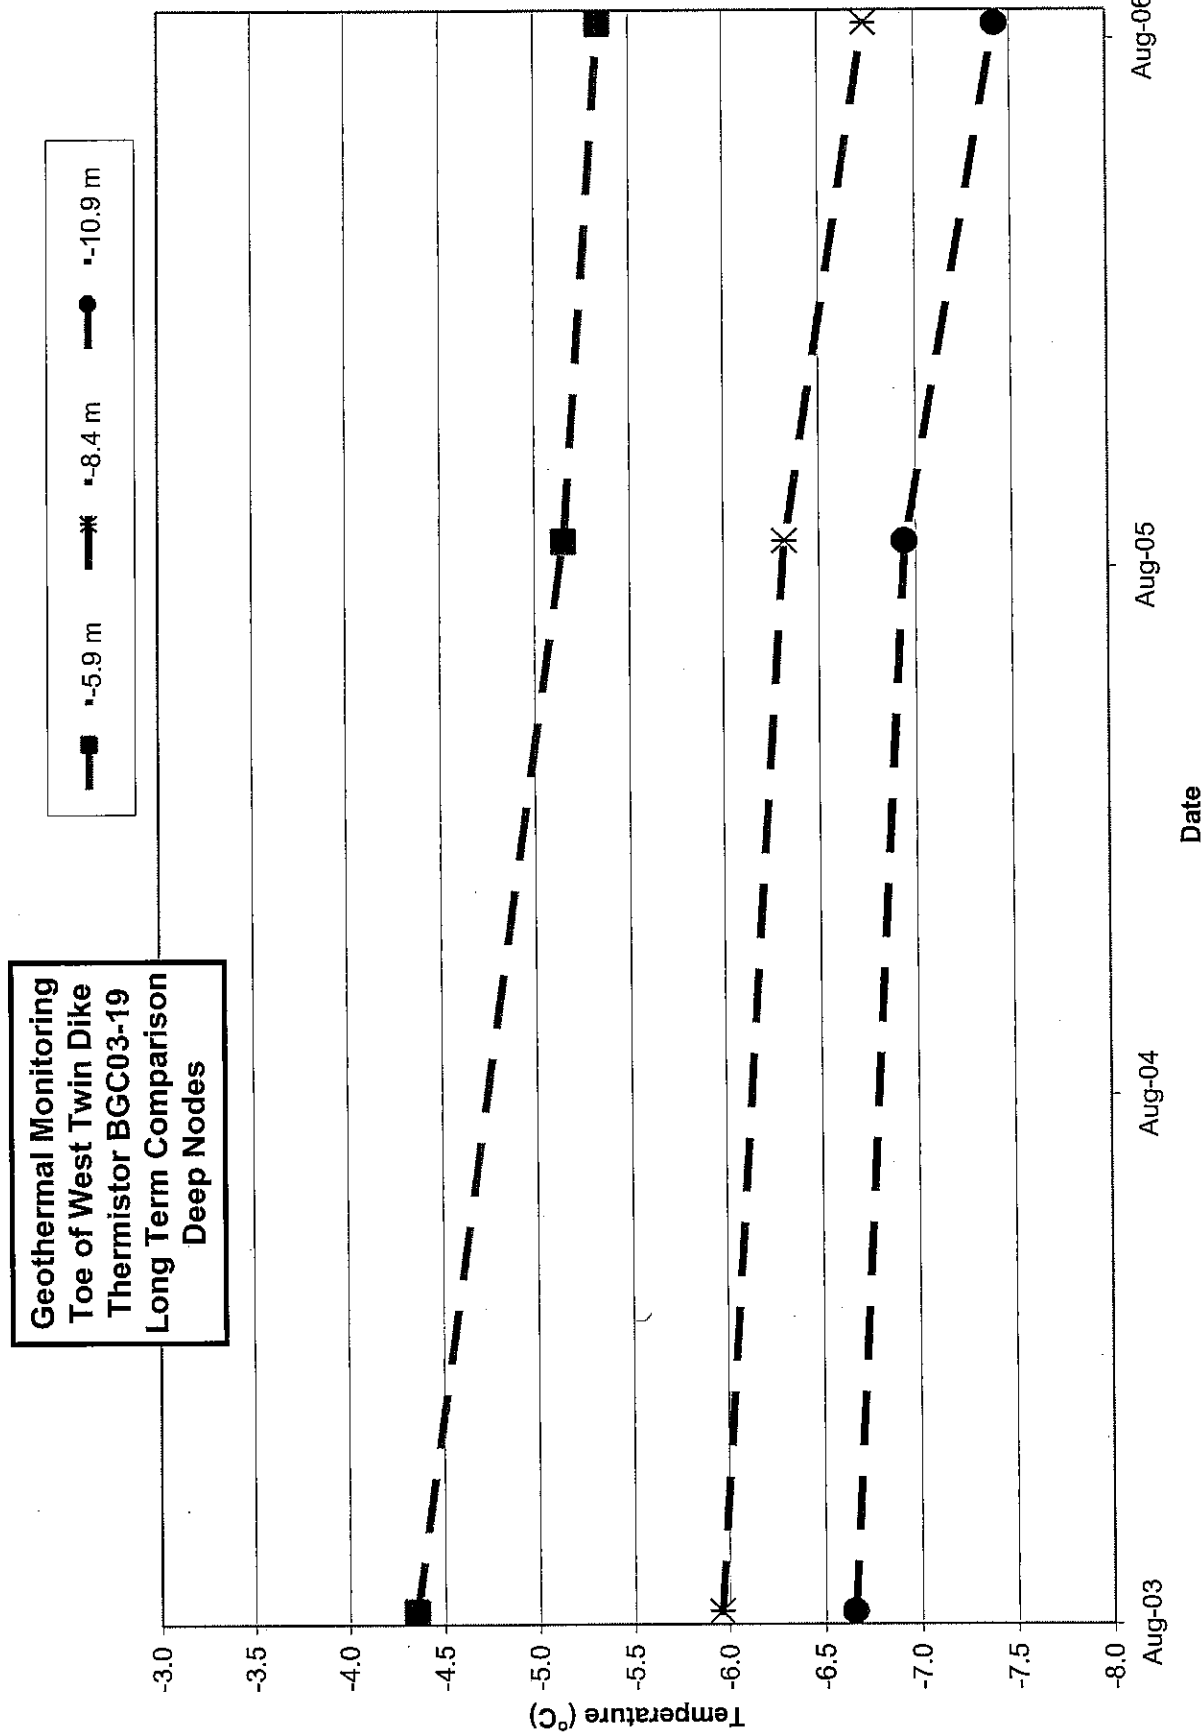 Geothermal Monitoring
Toe of West Twin Dike
Thermistor BGC03-19
Long Term Comparison
Deep Nodes
-5.9 m
-8.4 m
-10.9 m
Temperature (°C)
-3.0
-3.5
-4.0
-4.5
-5.0
-5.5
-6.0
-6.5
-7.0
-7.5
-8.0
Aug-03
Aug-04
Aug-05
Aug-06
Date